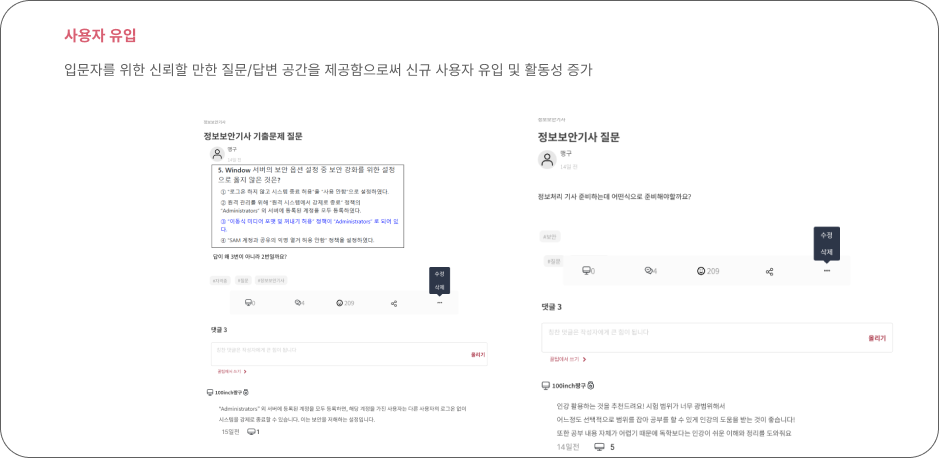 사용자 유입
입문자를 위한 신뢰할 만한 질문/답변 공간을 제공함으로써 신규 사용자 유입 및 활동성 증가
정보보안기사
정보보안기사 기출문제 질문
짱구
14일 전
5. Window 서버의 보안 옵션 설정 중 보안 강화를 위한 설정
으로 옳지 않은 것은?
① "로그온 하지 않고 시스템 종료 허용"을 "사용 안함"으로 설정하였다.
② 원격 관리를 위해 "원격 시스템에서 강제로 종료" 정책의
"Administrators" 외 서버에 등록된 계정을 모두 등록하였다.
③ "이동식 미디어 포맷 및 꺼내기 허용" 정책이 "Administrators" 로 되어 있
다.
④ "SAM 계정과 공유의 익명 열거 허용 안함" 정책을 설정하였다.
답이 왜 3번이 아니라 2번일까요?
#자격증
#질문
#정보보안기사
수정
삭제
0
4
209
댓글 3
올리기
몰입해서 쓰기
100inch짱구
"Administrators" 외 서버에 등록된 계정을 모두 등록하면, 해당 계정을 가진 사용자는 다른 사용자의 로그온 없이
시스템을 강제로 종료할 수 있습니다. 이는 보안을 저해하는 설정입니다.
15일전
1
정보보안기사
정보보안기사 질문
짱구
14일 전
정보처리 기사 준비하는데 어떤식으로 준비해야할까요?
#보안
#질문
수정
삭제
0
4
209
댓글 3
올리기
몰입해서 쓰기
100inch짱구
인강 활용하는 것을 추천드려요! 시험 범위가 너무 광범위해서
어느정도 선택적으로 범위를 잡아 공부를 할 수 있게 인강의 도움을 받는 것이 좋습니다!
또한 공부 내용 자체가 어렵기 때문에 독학보다는 인강이 쉬운 이해와 정리를 도와줘요
14일전
5